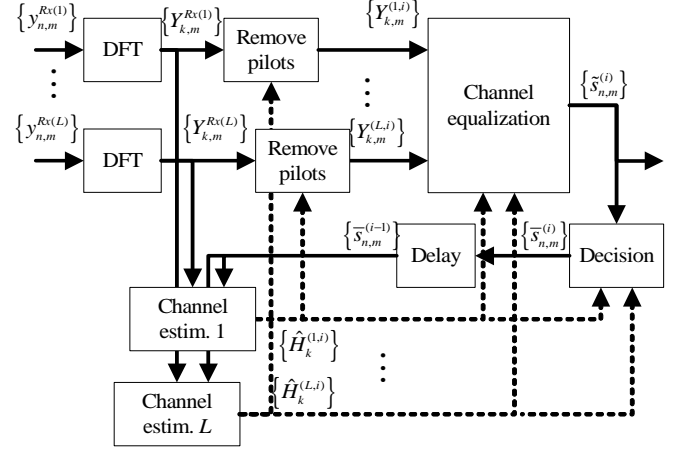 {y_{n,m}^{Rx(1)}} {Y_{k,m}^{Rx(1)}} {Y_{k,m}^{(1,i)}}
DFT
Remove
pilots
⋮ ⋮
Channel
equalization
{s̃_{n,m}^{(i)}}
{y_{n,m}^{Rx(L)}} {Y_{k,m}^{Rx(L)}} {Y_{k,m}^{(L,i)}}
DFT
Remove
pilots
{s̄_{n,m}^{(i−1)}} {s̄_{n,m}^{(i)}}
Delay
Decision
Channel
estim. 1
{Ĥ_k^{(1,i)}}
⋮
{Ĥ_k^{(L,i)}}
Channel
estim. L